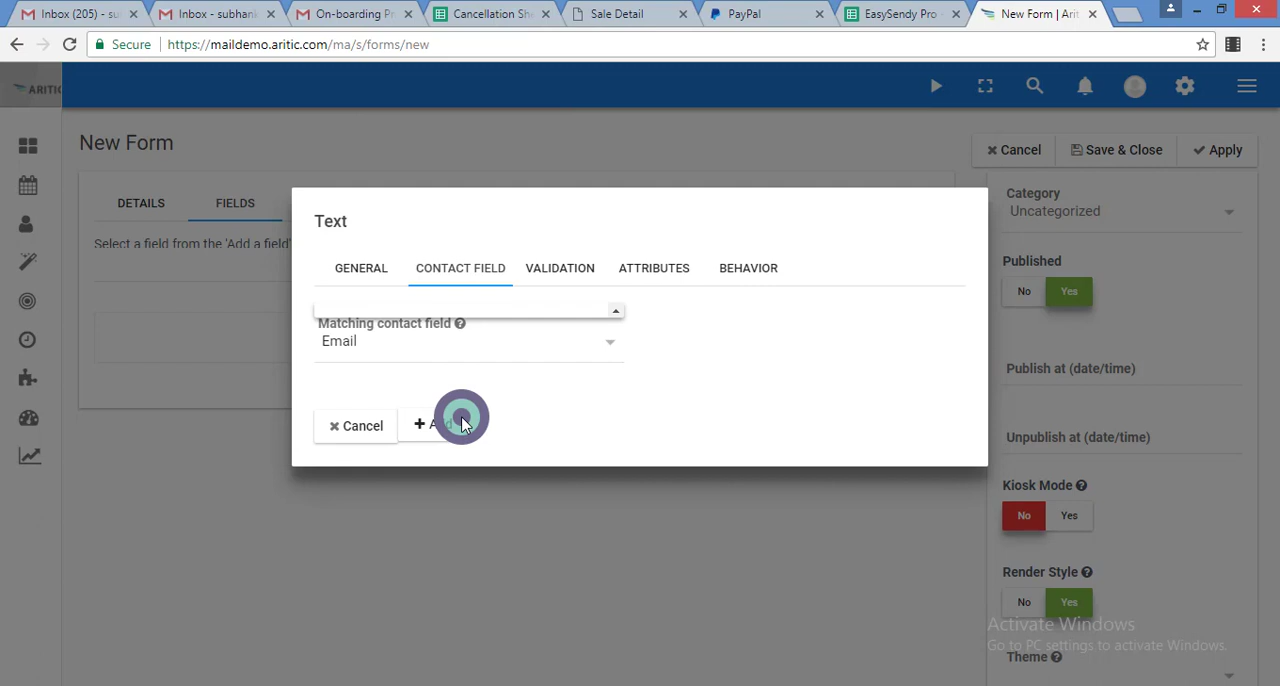 Inbox (205) - su
Inbox - subhank
On-boarding Pr
Cancellation She
Sale Detail
PayPal
EasySendy Pro -
New Form | Arit
Secure
https://maildemo.aritic.com/ma/s/forms/new
ARITIC
New Form
Cancel
Save & Close
Apply
DETAILS
FIELDS
Select a field from the 'Add a field'
Text
GENERAL
CONTACT FIELD
VALIDATION
ATTRIBUTES
BEHAVIOR
Matching contact field
Email
Cancel
Add
Category
Uncategorized
Published
No
Yes
Publish at (date/time)
Unpublish at (date/time)
Kiosk Mode
No
Yes
Render Style
No
Yes
Activate Windows
Go to PC settings to activate Windows.
Theme